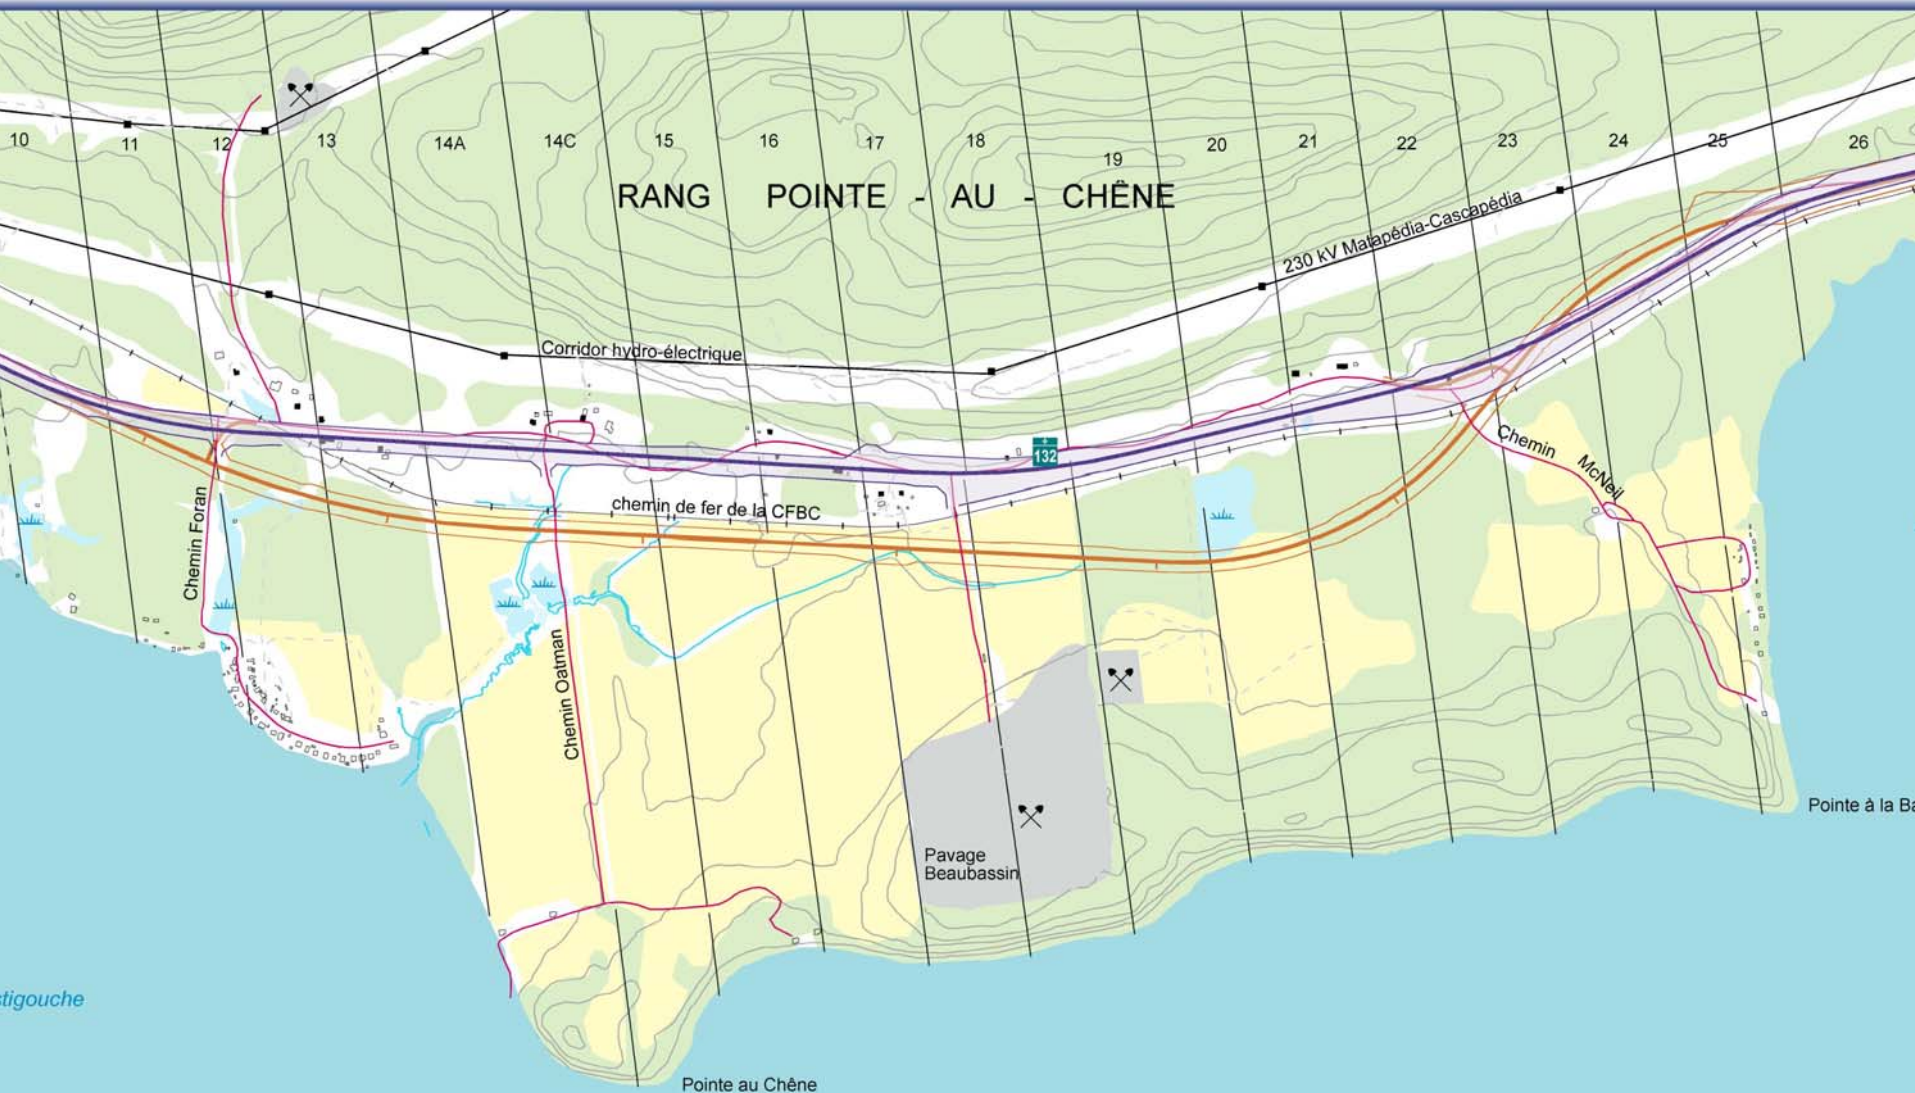 10
11
12
13
14A
14C
15
16
17
18
19
20
21
22
23
24
25
26
RANG POINTE - AU - CHÊNE
230 kV Matapédia-Cascapédia
Corridor hydro-électrique
132
Chemin McNeil
chemin de fer de la CFBC
Chemin Foran
Chemin Oatman
Pavage
Beaubassin
Pointe à la Ba
stigouche
Pointe au Chêne